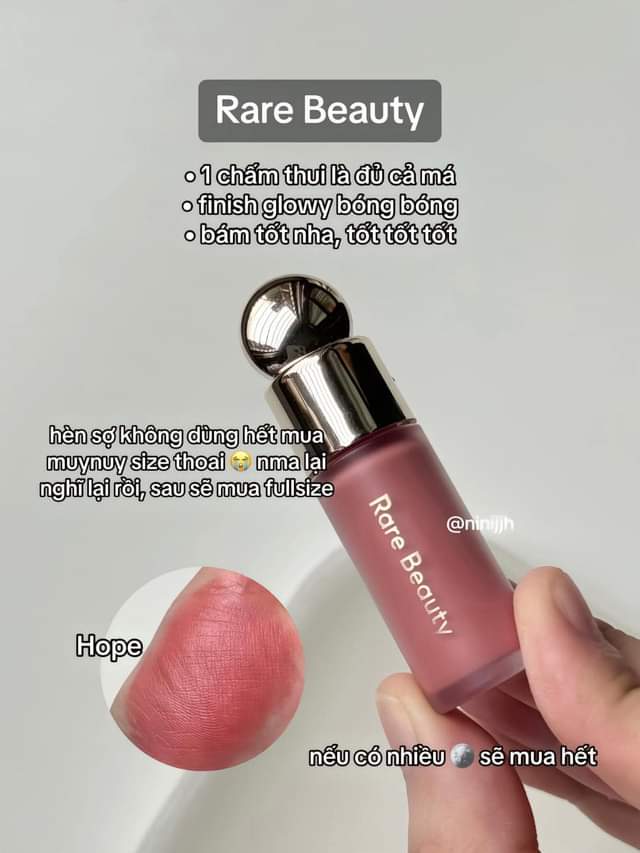 Rare Beauty
• 1 chấm thui là đủ cả má
• finish glowy bóng bóng
• bám tốt nha, tốt tốt tốt
hèn sợ không dùng hết mua
muynuy size thoai 😭 nma lại
nghĩ lại rồi, sau sẽ mua fullsize
Rare Beauty
@ninijjh
Hope
nếu có nhiều 🪨 sẽ mua hết